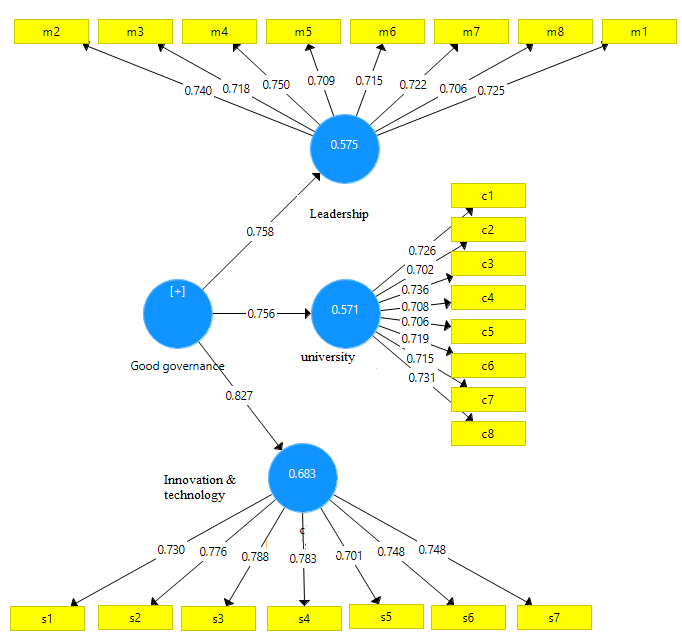 m2 m3 m4 m5 m6 m7 m8 m1
0.740 0.718 0.750 0.709 0.715 0.722 0.706 0.725
0.575
c1
Leadership
c2
0.758
0.726
c3
0.702
[+]
0.736
c4
0.708
0.756
0.571
0.706
c5
0.719
university
0.715
c6
Good governance
0.731
0.827
c7
c8
0.683
Innovation &
technology
c
0.730 0.776 0.788 0.783 0.701 0.748 0.748
s1 s2 s3 s4 s5 s6 s7